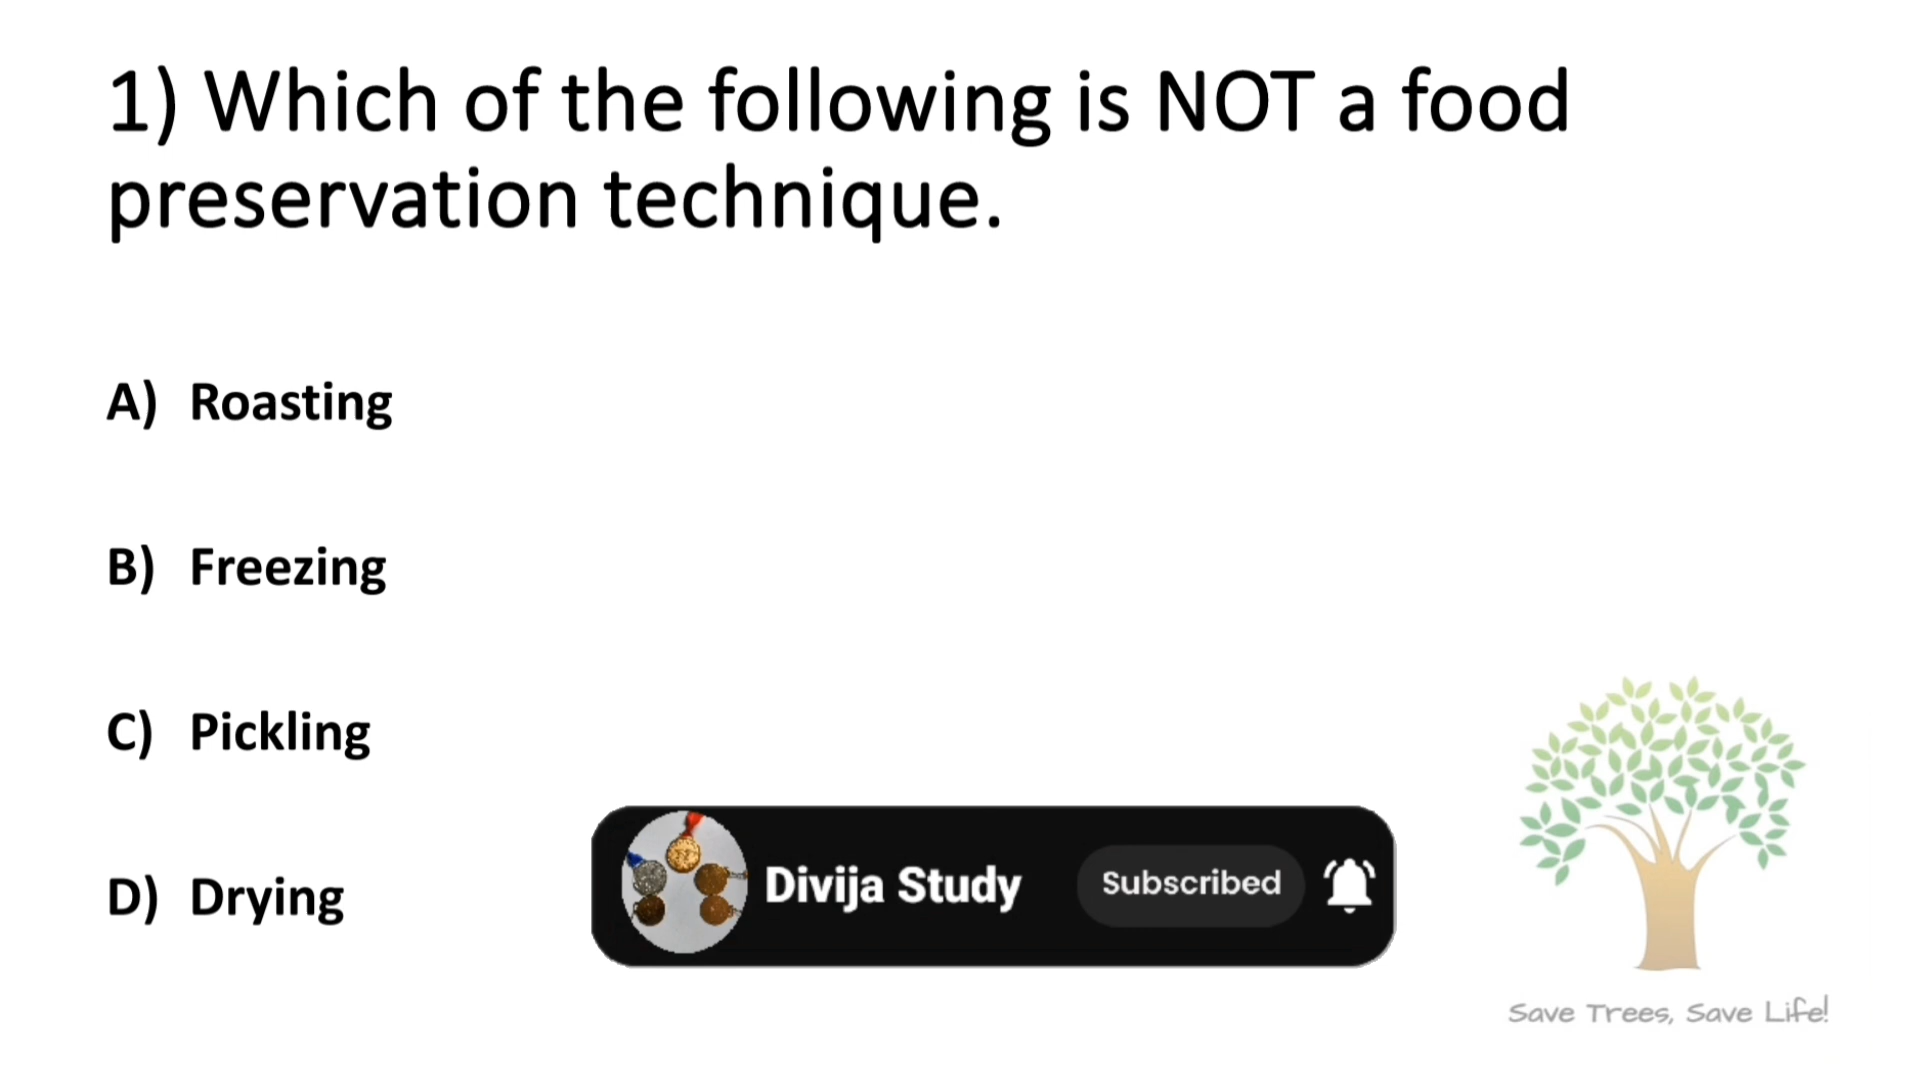 1) Which of the following is NOT a food
preservation technique.
A) Roasting
B) Freezing
C) Pickling
D) Drying
Divija Study
Subscribed
Save Trees, Save Life!